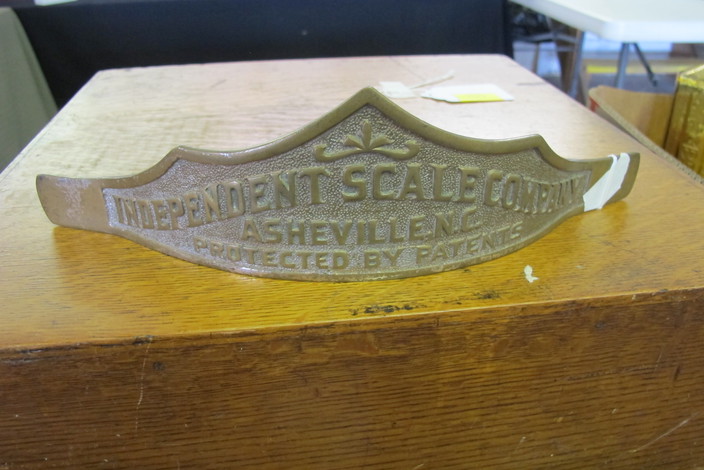 INDEPENDENT SCALE COMPANY
ASHEVILLE, N.C.
PROTECTED BY PATENTS